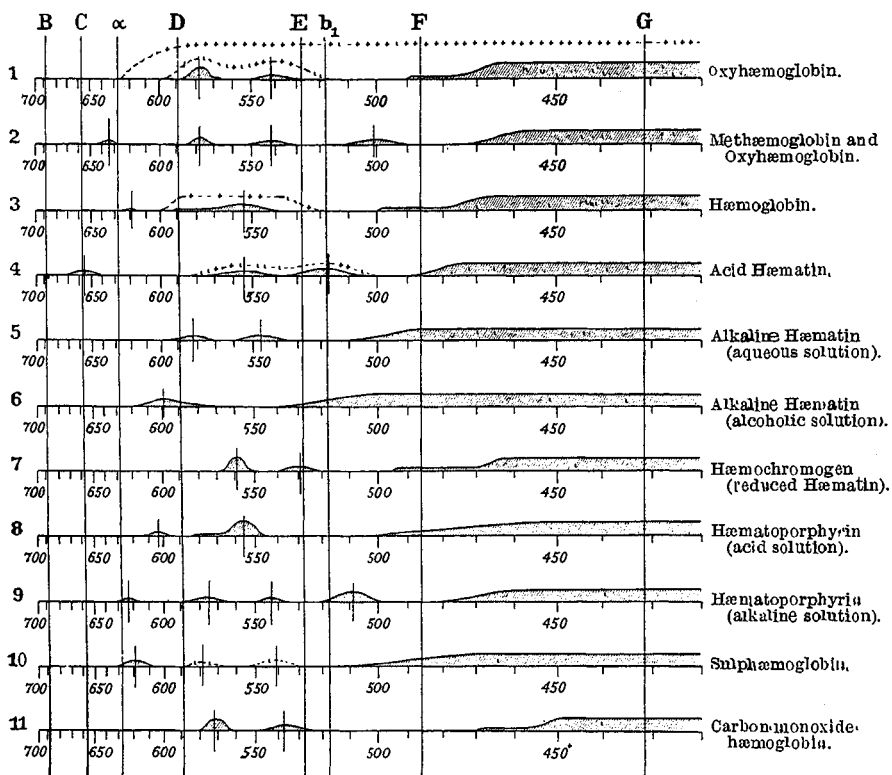 B C α D E b₁ F G
1 Oxyhæmoglobin.
700 650 600 550 500 450
2 Methæmoglobin and
Oxyhæmoglobin.
700 650 600 550 500 450
3 Hæmoglobin.
700 650 600 550 500 450
4 Acid Hæmatin.
700 650 600 550 500 450
5 Alkaline Hæmatin
(aqueous solution).
700 650 600 550 500 450
6 Alkaline Hæmatin
(alcoholic solution).
700 650 600 550 500 450
7 Hæmochromogen
(reduced Hæmatin).
700 650 600 550 500 450
8 Hæmatoporphyrin
(acid solution).
700 650 600 550 500 450
9 Hæmatoporphyrin
(alkaline solution).
700 650 600 550 500 450
10 Sulphæmoglobin.
700 650 600 550 500 450
11 Carbon-monoxide-
hæmoglobin.
700 650 600 550 500 450